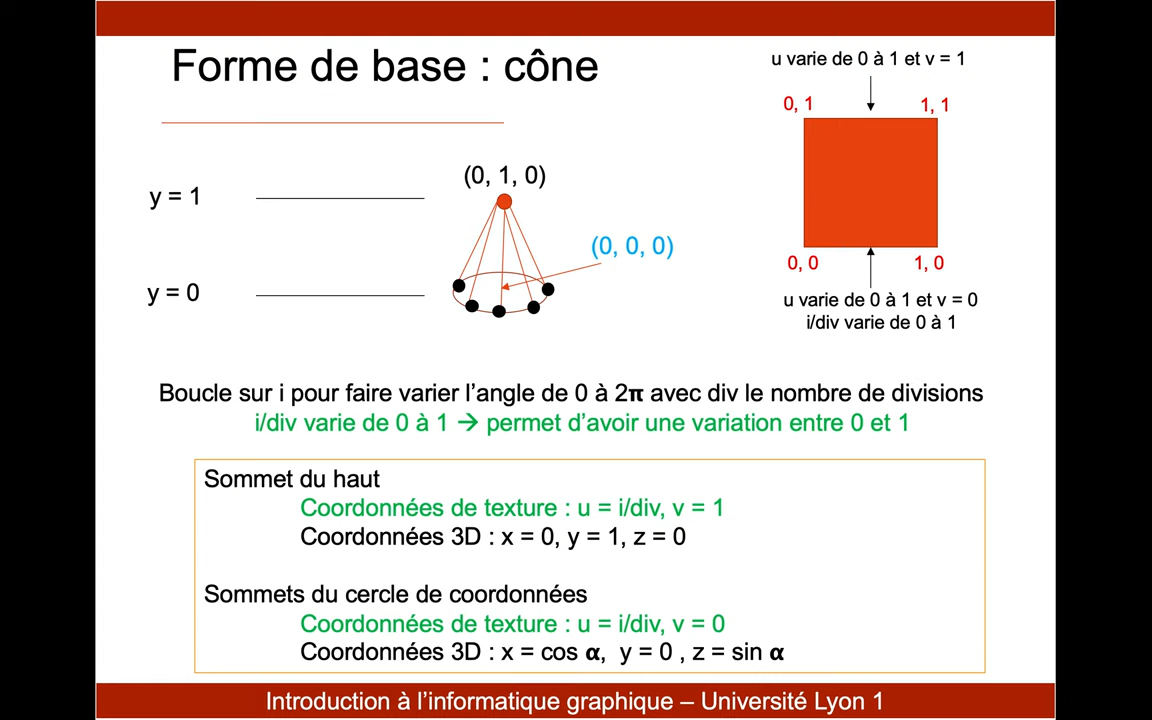 Forme de base : cône
u varie de 0 à 1 et v = 1
0, 1
1, 1
(0, 1, 0)
y = 1
(0, 0, 0)
0, 0
1, 0
y = 0
u varie de 0 à 1 et v = 0
i/div varie de 0 à 1
Boucle sur i pour faire varier l’angle de 0 à 2π avec div le nombre de divisions
i/div varie de 0 à 1 → permet d’avoir une variation entre 0 et 1
Sommet du haut
Coordonnées de texture : u = i/div, v = 1
Coordonnées 3D : x = 0, y = 1, z = 0
Sommets du cercle de coordonnées
Coordonnées de texture : u = i/div, v = 0
Coordonnées 3D : x = cos α, y = 0 , z = sin α
Introduction à l’informatique graphique – Université Lyon 1